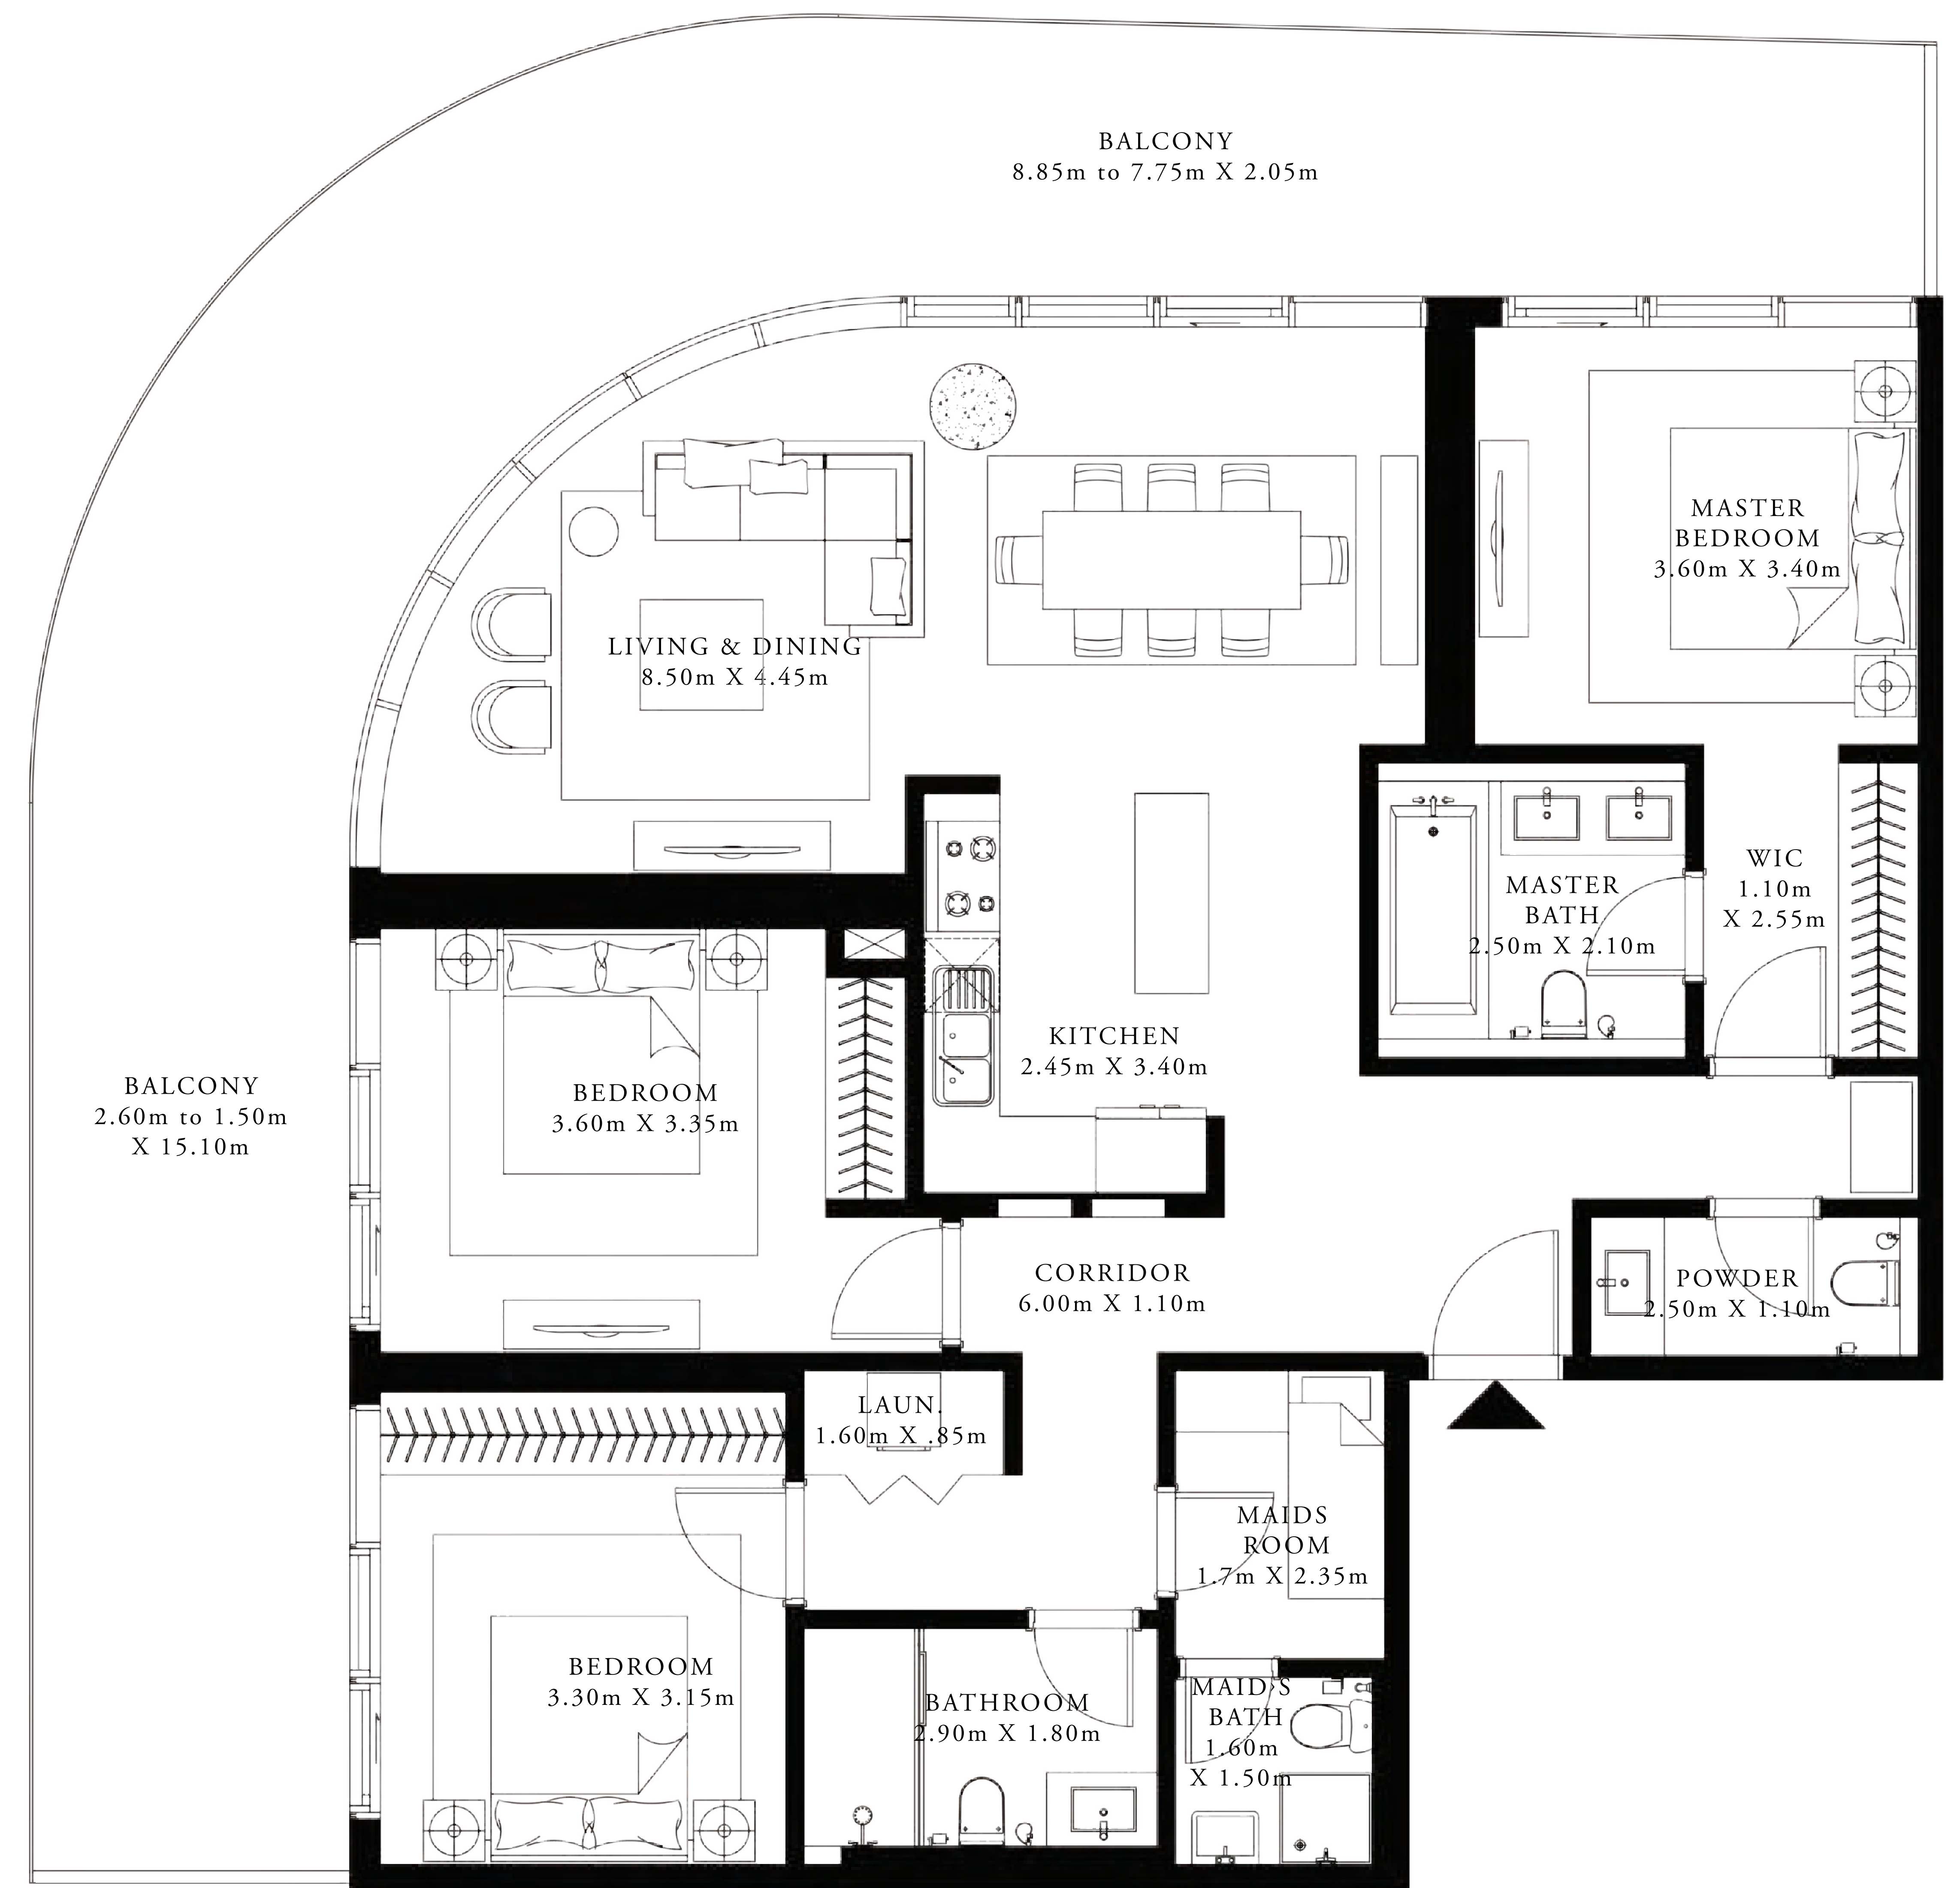 BALCONY
8.85m to 7.75m X 2.05m
MASTER
BEDROOM
3.60m X 3.40m
LIVING & DINING
8.50m X 4.45m
WIC
1.10m
X 2.55m
MASTER
BATH
2.50m X 2.10m
KITCHEN
2.45m X 3.40m
BALCONY
2.60m to 1.50m
X 15.10m
BEDROOM
3.60m X 3.35m
CORRIDOR
6.00m X 1.10m
POWDER
2.50m X 1.10m
LAUN.
1.60m X .85m
MAIDS
ROOM
1.7m X 2.35m
BEDROOM
3.30m X 3.15m
BATHROOM
2.90m X 1.80m
MAID'S
BATH
1.60m
X 1.50m